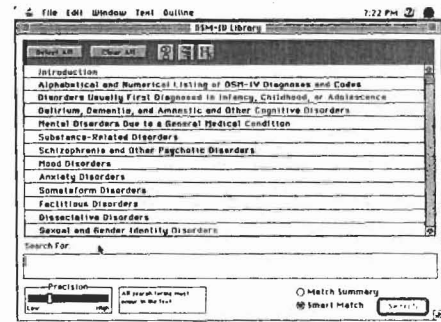 File Edit Window Text Outline 7:22 PM
DSM-IV Library
Select All Clear All
Introduction
Alphabetical and Numerical Listing of DSM-IV Diagnoses and Codes
Disorders Usually First Diagnosed in Infancy, Childhood, or Adolescence
Delirium, Dementia, and Amnestic and Other Cognitive Disorders
Mental Disorders Due to a General Medical Condition
Substance-Related Disorders
Schizophrenia and Other Psychotic Disorders
Mood Disorders
Anxiety Disorders
Somatoform Disorders
Factitious Disorders
Dissociative Disorders
Sexual and Gender Identity Disorders
Search For
Precision
Low High
All search terms must
occur in the text
Match Summary
Smart Match
Search